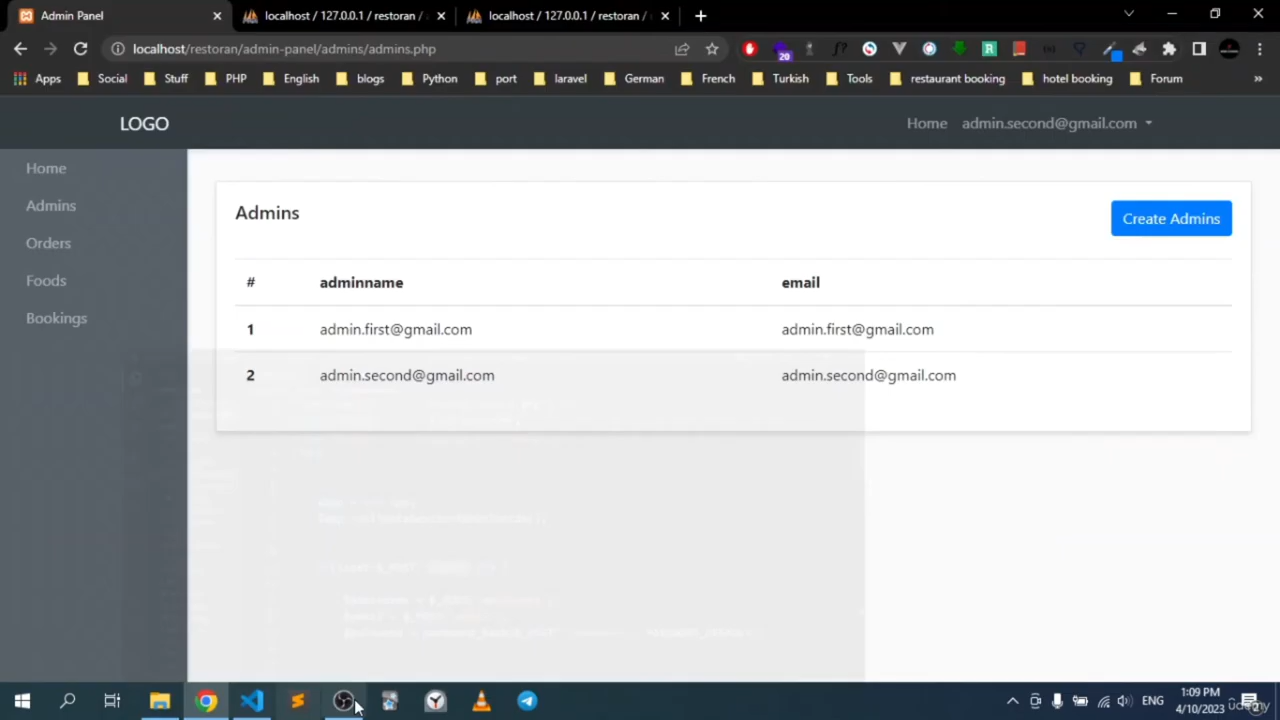 Admin Panel
localhost / 127.0.0.1 / restoran /
localhost / 127.0.0.1 / restoran /
localhost/restoran/admin-panel/admins/admins.php
20
Apps Social Stuff PHP English blogs Python port laravel German French Turkish Tools restaurant booking hotel booking Forum
LOGO
Home admin.second@gmail.com
Home
Admins
Orders
Foods
Bookings
Admins
Create Admins
# adminname email
1 admin.first@gmail.com admin.first@gmail.com
2 admin.second@gmail.com admin.second@gmail.com
ENG
1:09 PM
4/10/2023
udemy